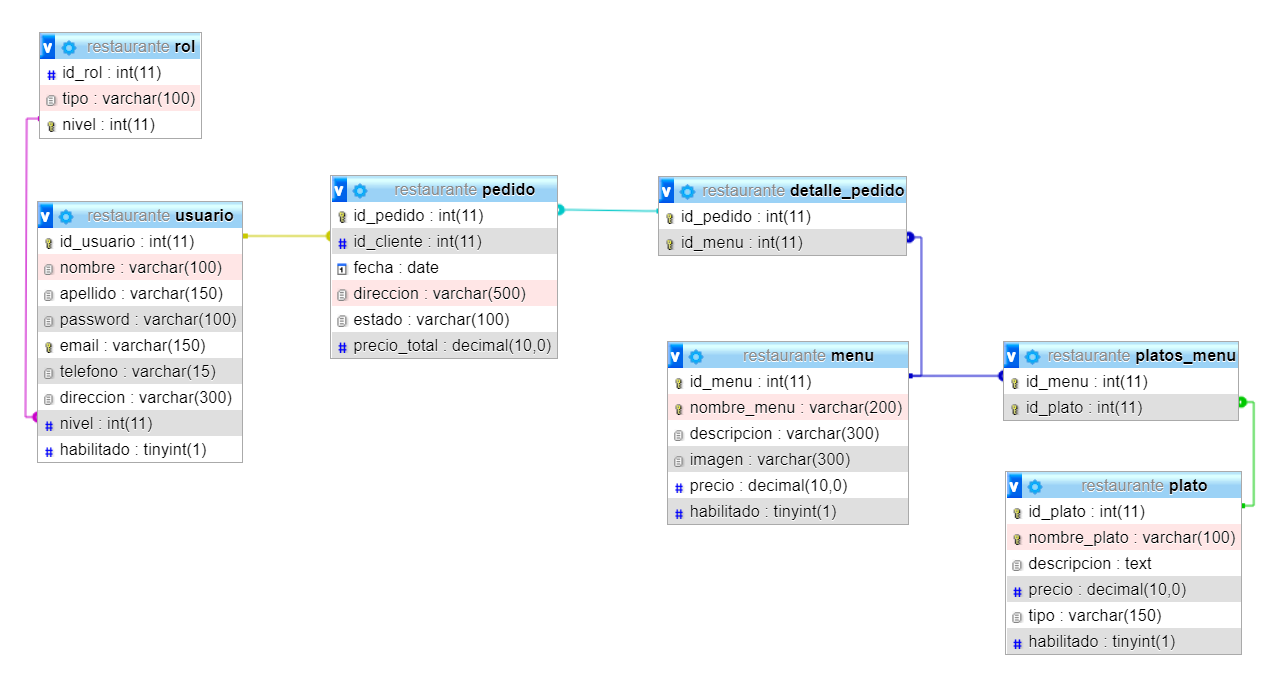 restaurante rol
id_rol : int(11)
tipo : varchar(100)
nivel : int(11)
restaurante usuario
id_usuario : int(11)
nombre : varchar(100)
apellido : varchar(150)
password : varchar(100)
email : varchar(150)
telefono : varchar(15)
direccion : varchar(300)
nivel : int(11)
habilitado : tinyint(1)
restaurante pedido
id_pedido : int(11)
id_cliente : int(11)
fecha : date
direccion : varchar(500)
estado : varchar(100)
precio_total : decimal(10,0)
restaurante detalle_pedido
id_pedido : int(11)
id_menu : int(11)
restaurante menu
id_menu : int(11)
nombre_menu : varchar(200)
descripcion : varchar(300)
imagen : varchar(300)
precio : decimal(10,0)
habilitado : tinyint(1)
restaurante platos_menu
id_menu : int(11)
id_plato : int(11)
restaurante plato
id_plato : int(11)
nombre_plato : varchar(100)
descripcion : text
precio : decimal(10,0)
tipo : varchar(150)
habilitado : tinyint(1)